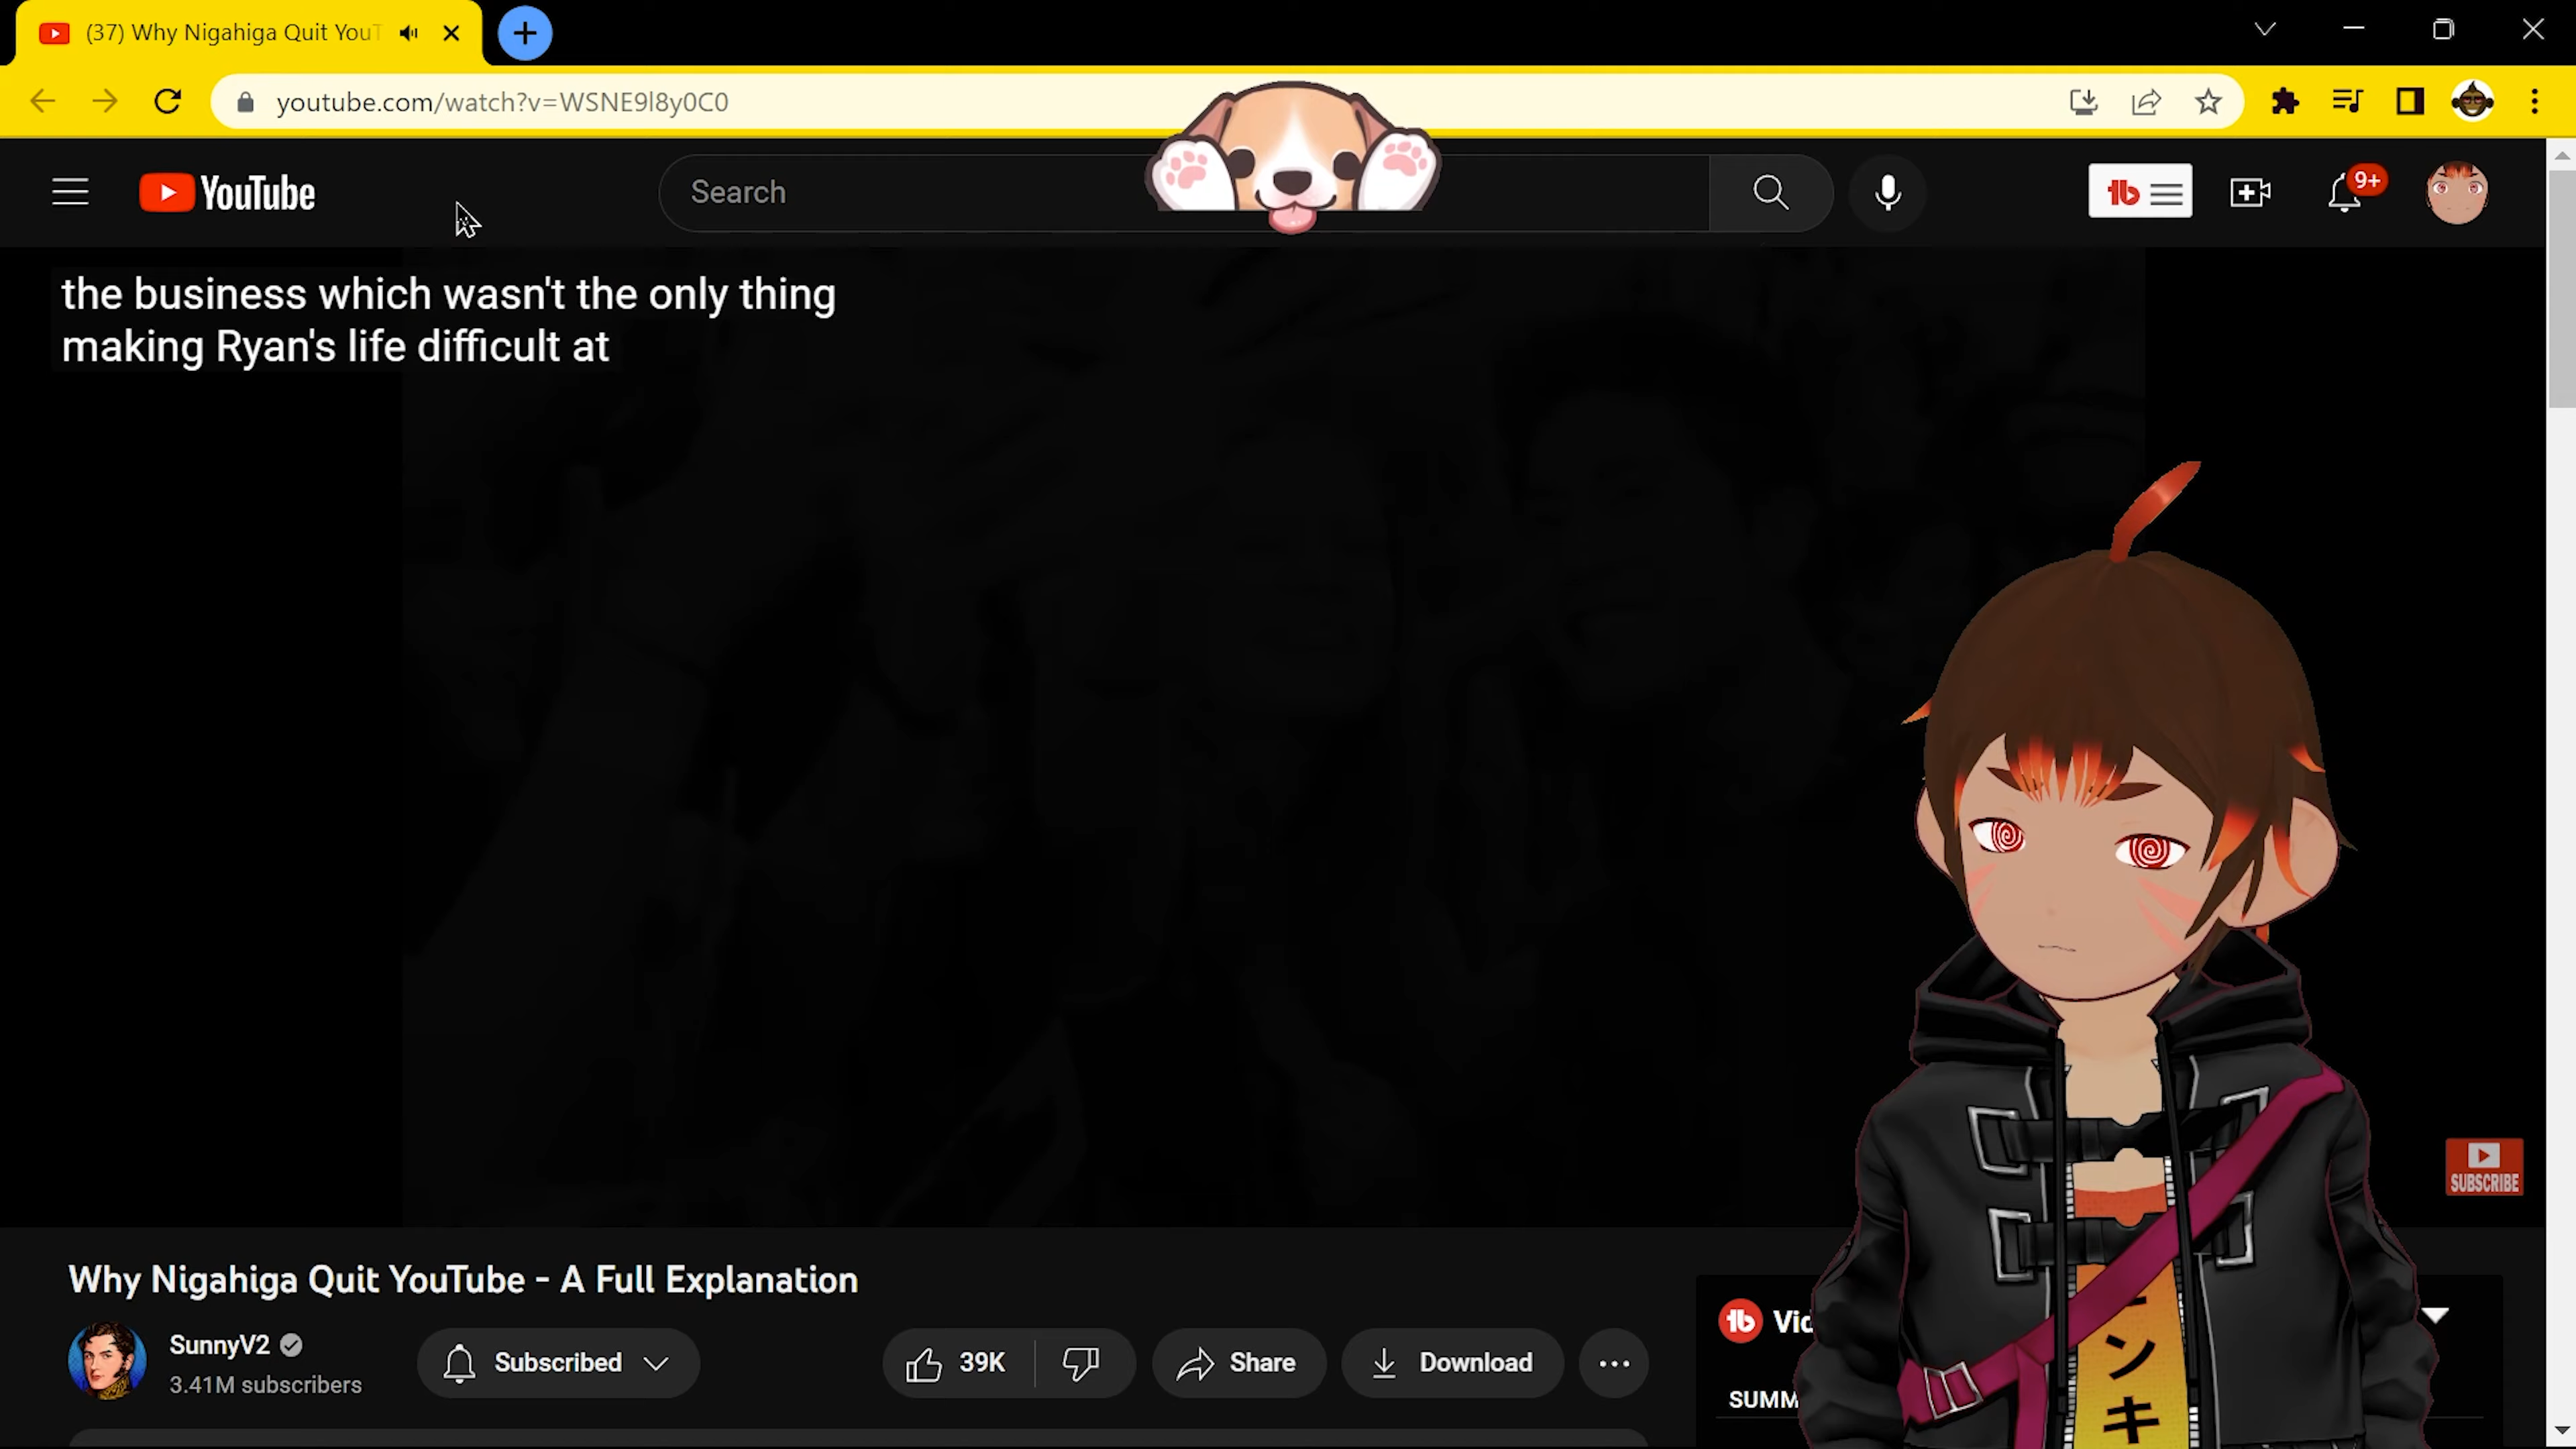 (37) Why Nigahiga Quit YouT
youtube.com/watch?v=WSNE9l8y0C0
YouTube
Search
9+
the business which wasn't the only thing
making Ryan's life difficult at
SUBSCRIBE
Why Nigahiga Quit YouTube - A Full Explanation
SunnyV2
3.41M subscribers
Subscribed
39K
Share
Download
Vid
SUMM
ンキ